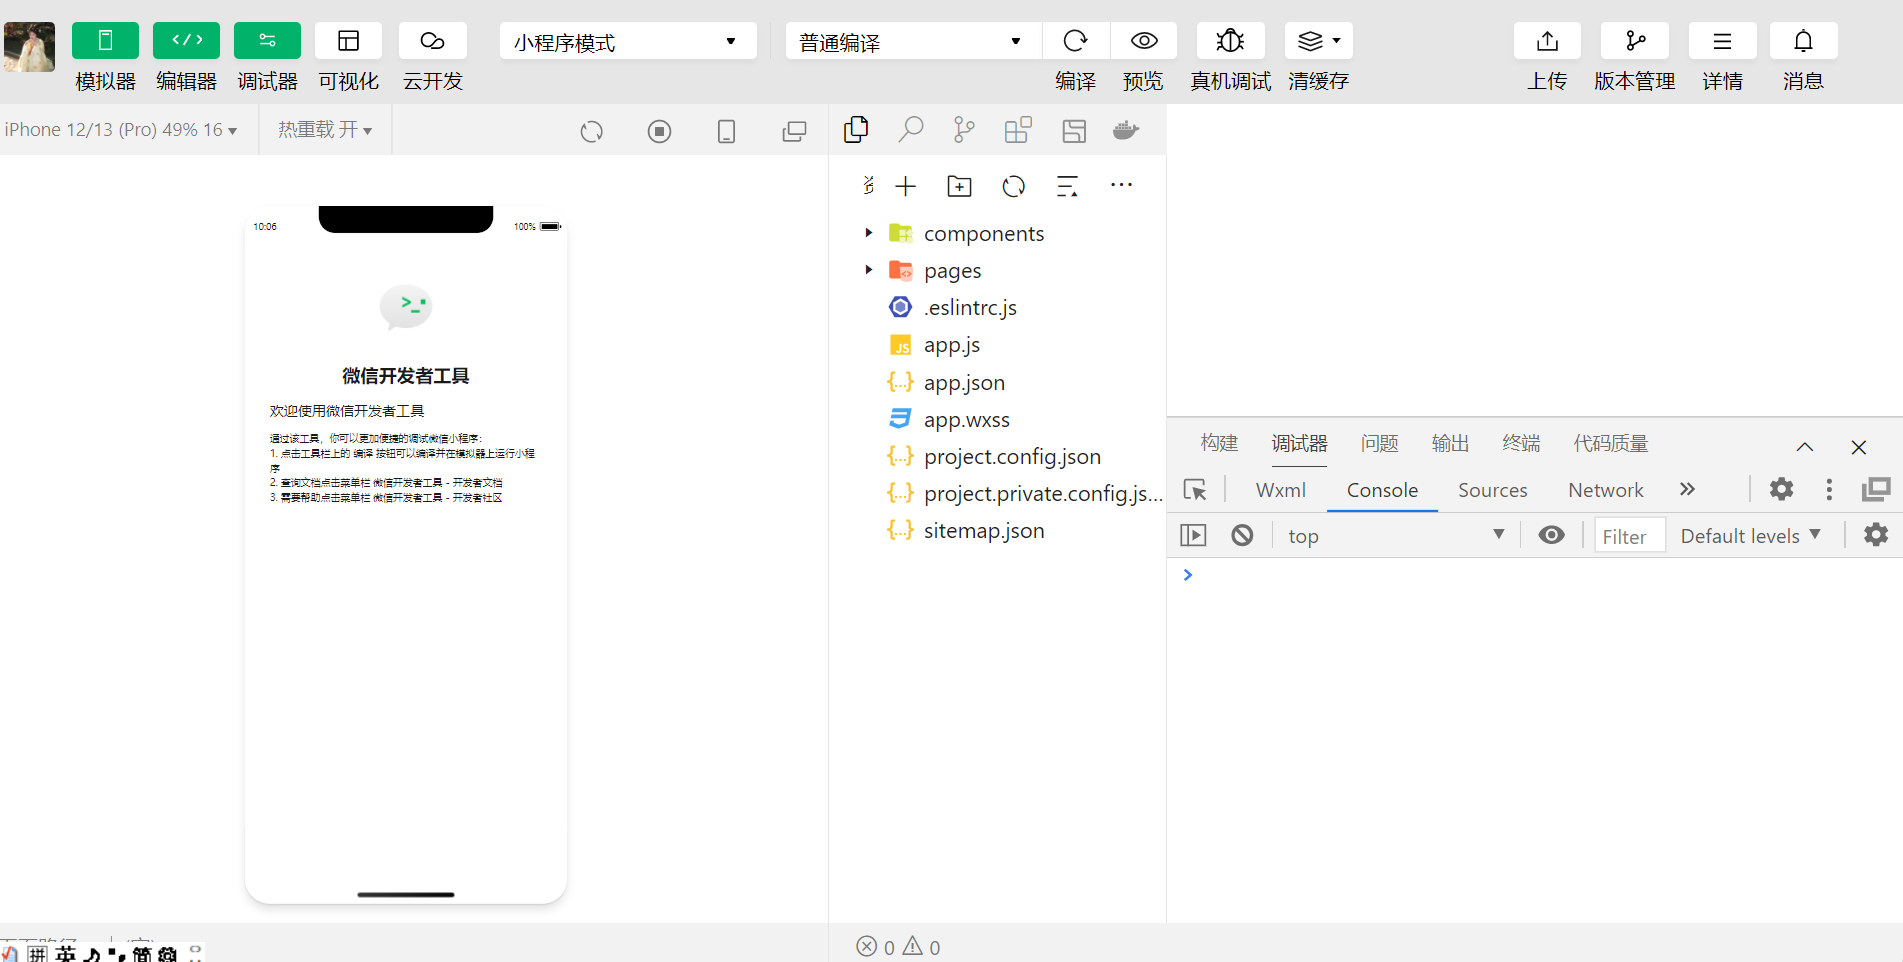 模拟器 编辑器 调试器 可视化 云开发
小程序模式
普通编译
编译 预览 真机调试 清缓存
上传 版本管理 详情 消息
iPhone 12/13 (Pro) 49% 16
热重载 开
10:06
100%
微信开发者工具
欢迎使用微信开发者工具
通过该工具，你可以更加便捷的调试微信小程序：
1. 点击工具栏上的 编译 按钮可以编译并在模拟器上运行小程
序
2. 查询文档点击菜单栏 微信开发者工具 - 开发者文档
3. 需要帮助点击菜单栏 微信开发者工具 - 开发者社区
components
pages
.eslintrc.js
JS
app.js
app.json
app.wxss
project.config.json
project.private.config.js...
sitemap.json
构建 调试器 问题 输出 终端 代码质量
Wxml Console Sources Network
top
Filter
Default levels
拼 英 简
0 0